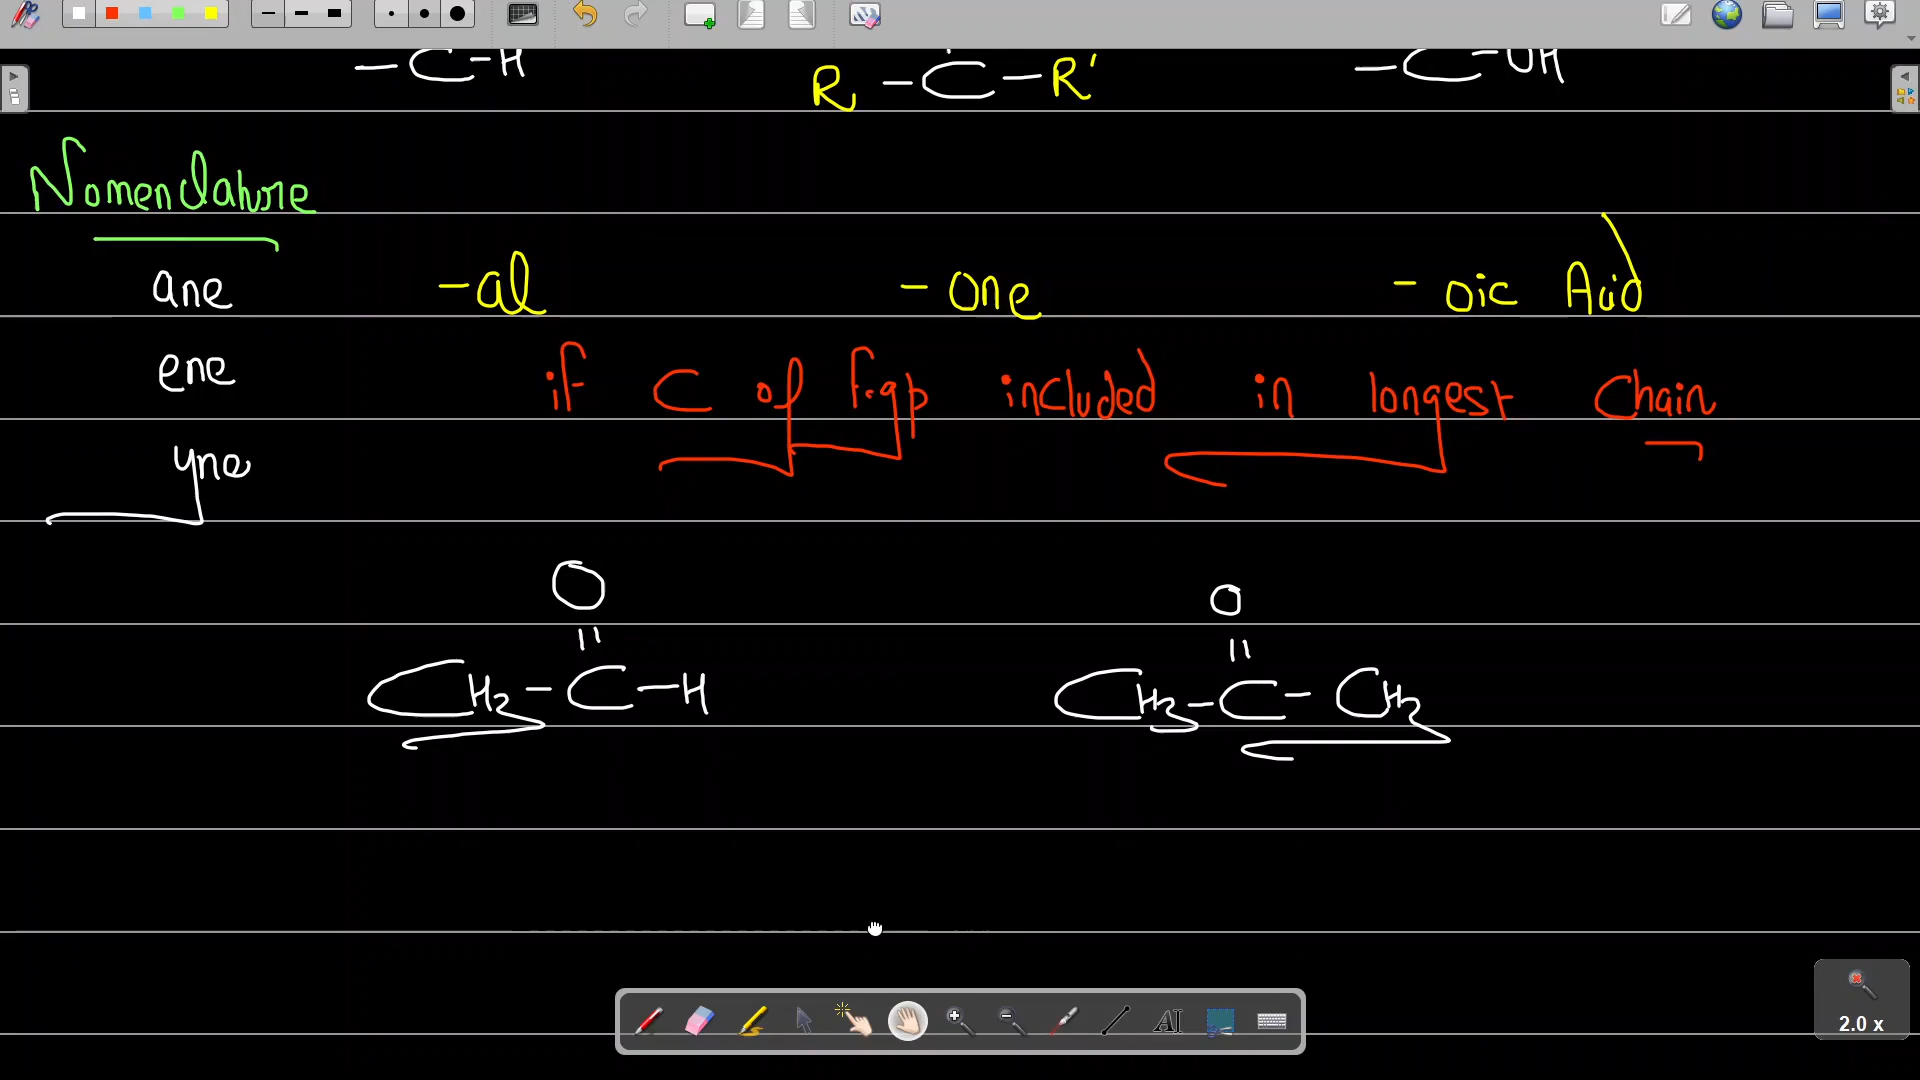 – C – H R – C – R' – C – OH
Nomenclature
ane –al – one – oic Acid
ene if C of f.gp included in longest Chain
yne
O O
|| ||
CH3 – C – H CH3 – C – CH3
AI
2.0 x